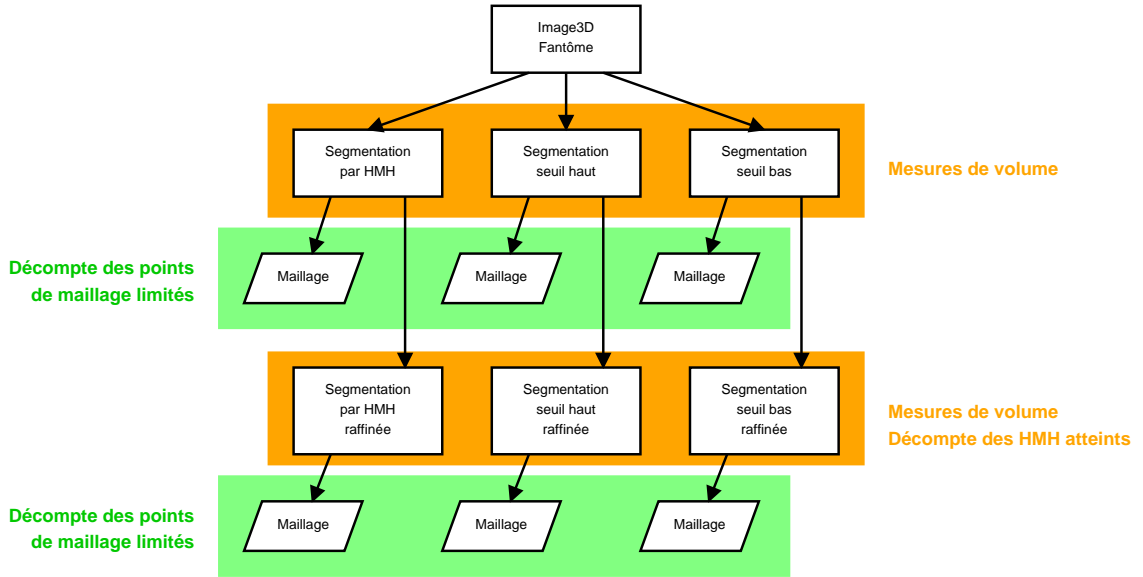 Image3D
Fantôme
Segmentation
par HMH
Segmentation
seuil haut
Segmentation
seuil bas
Mesures de volume
Décompte des points
de maillage limités
Maillage
Maillage
Maillage
Segmentation
par HMH
raffinée
Segmentation
seuil haut
raffinée
Segmentation
seuil bas
raffinée
Mesures de volume
Décompte des HMH atteints
Décompte des points
de maillage limités
Maillage
Maillage
Maillage